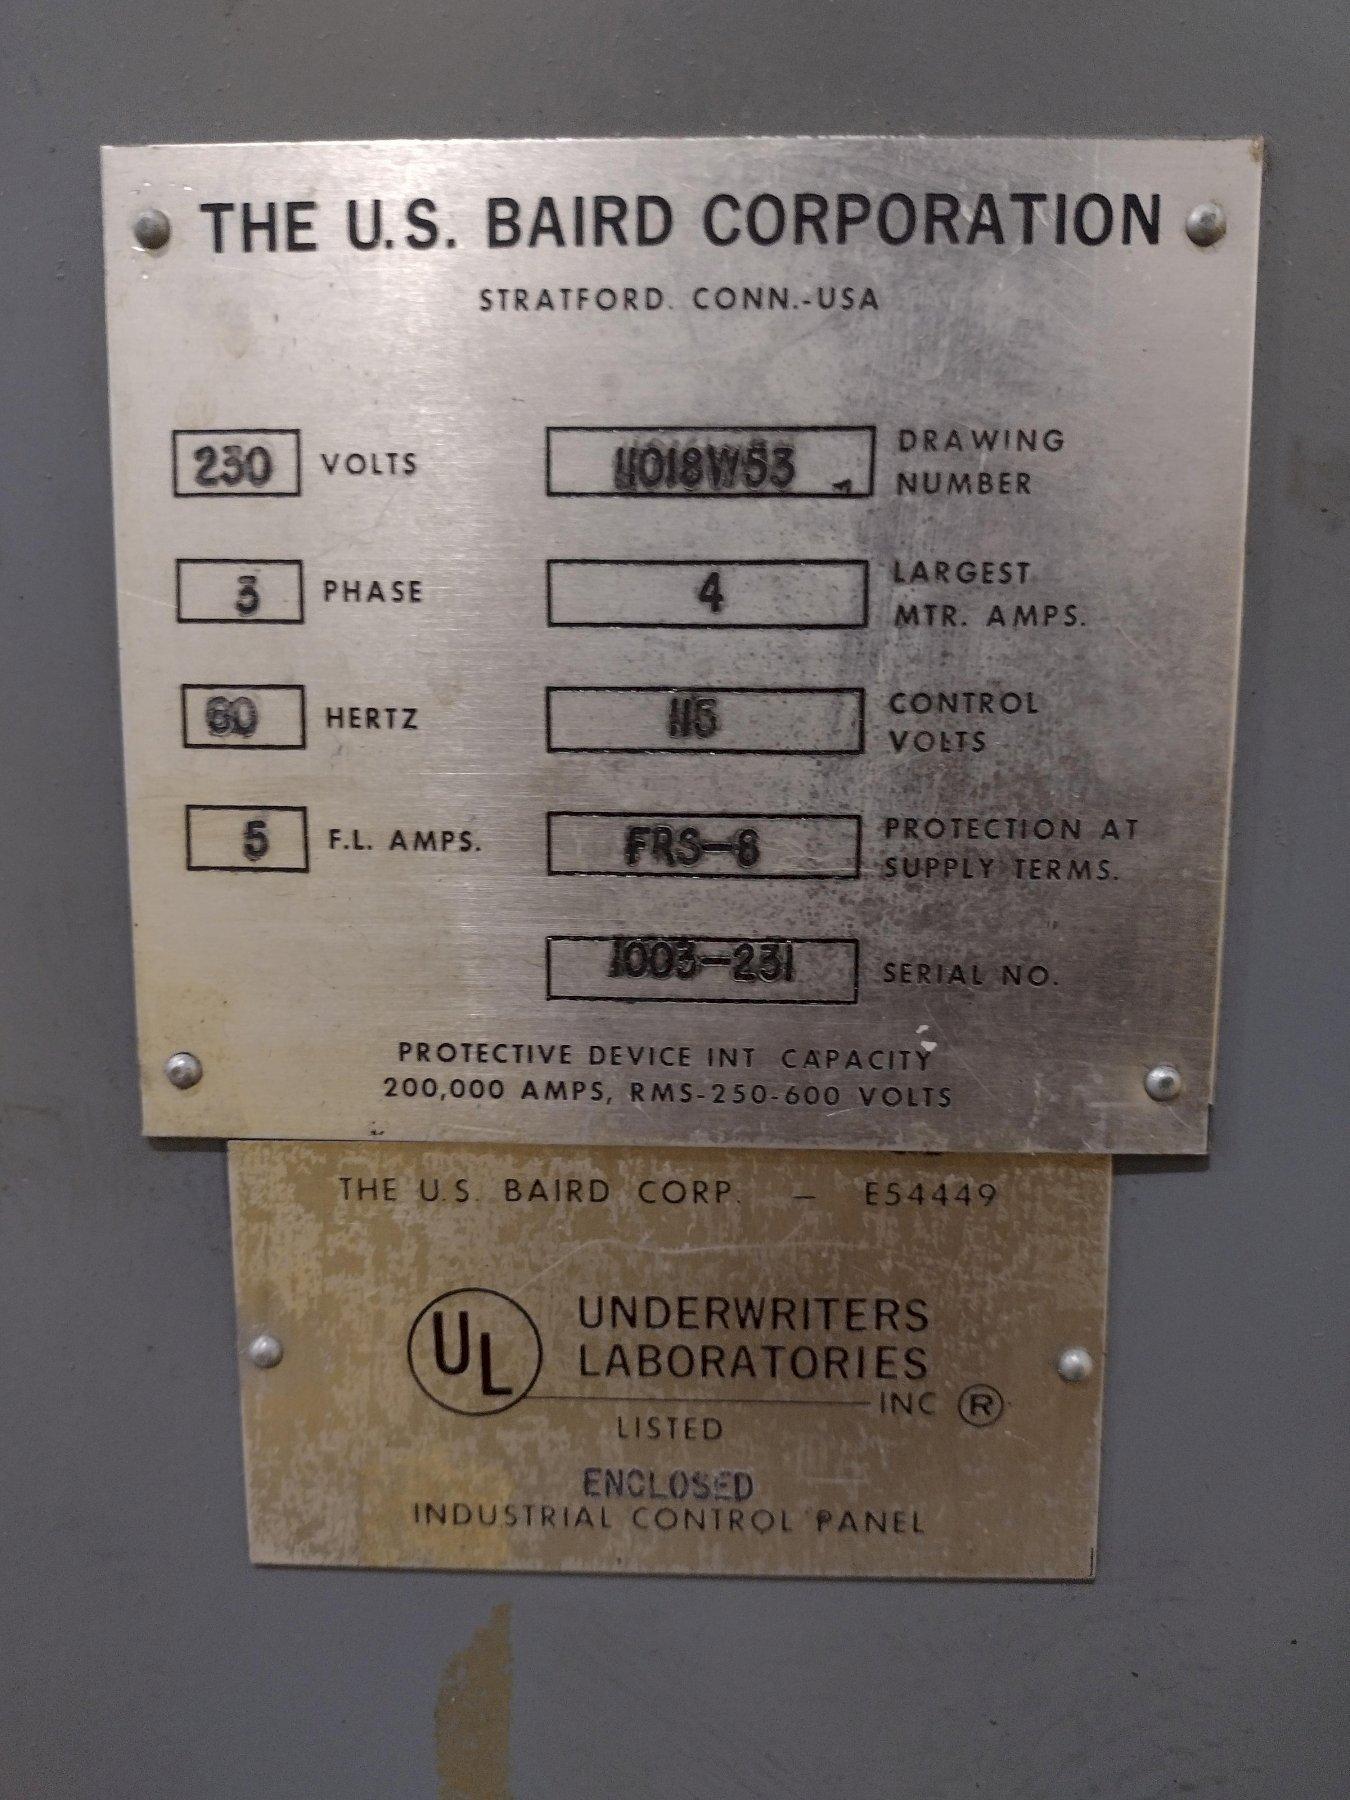 THE U.S. BAIRD CORPORATION
STRATFORD. CONN.-USA
230 VOLTS
4018W53 DRAWING NUMBER
3 PHASE
4 LARGEST MTR. AMPS.
60 HERTZ
115 CONTROL VOLTS
5 F.L. AMPS.
FRS-8 PROTECTION AT SUPPLY TERMS.
1003-231 SERIAL NO.
PROTECTIVE DEVICE INT CAPACITY
200,000 AMPS, RMS-250-600 VOLTS
THE U.S. BAIRD CORP. - E54449
UL
UNDERWRITERS
LABORATORIES
INC ®
LISTED
ENCLOSED
INDUSTRIAL CONTROL PANEL